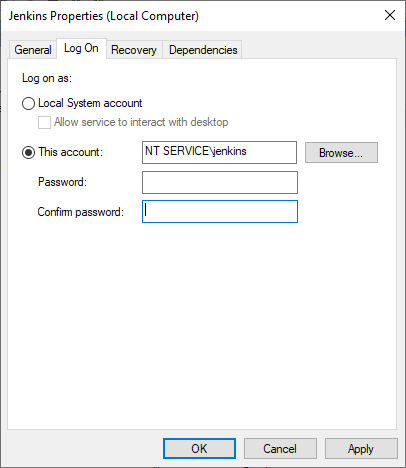 Jenkins Properties (Local Computer)
General Log On Recovery Dependencies
Log on as:
Local System account
Allow service to interact with desktop
This account: NT SERVICE\jenkins Browse...
Password:
Confirm password:
OK Cancel Apply